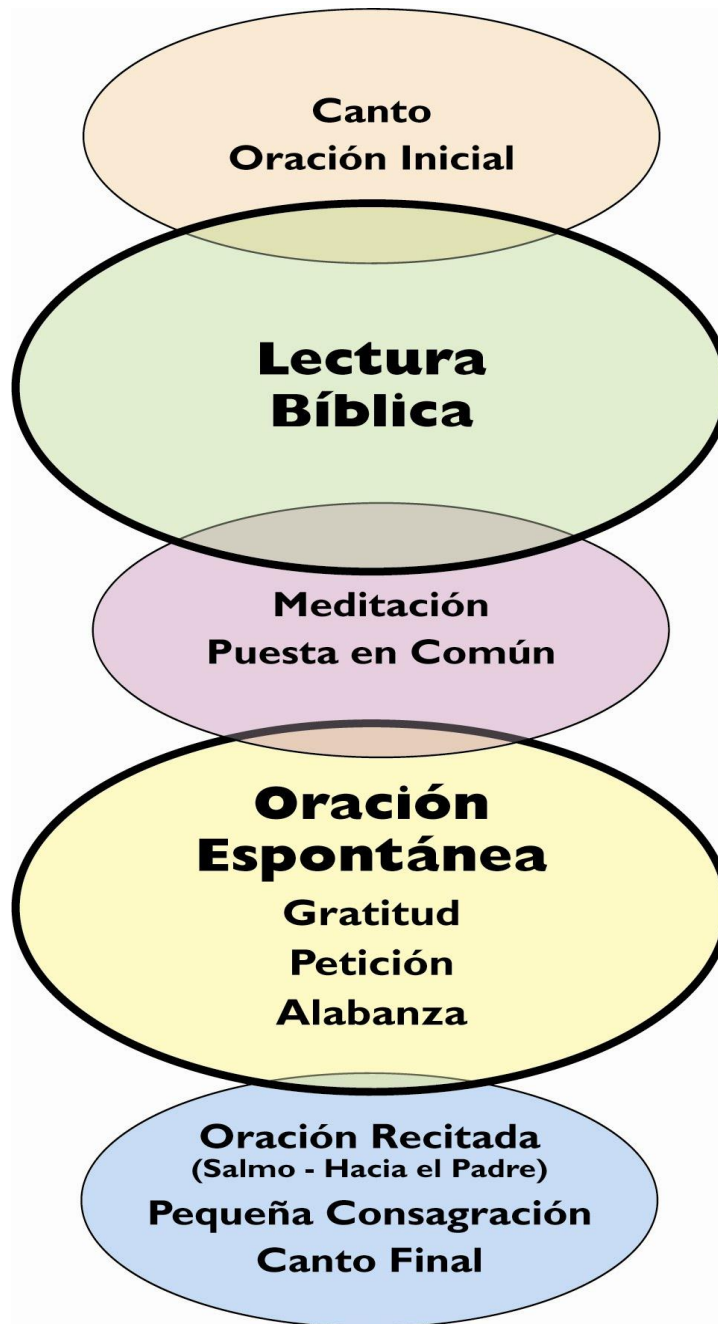 Canto
Oración Inicial
Lectura
Bíblica
Meditación
Puesta en Común
Oración
Espontánea
Gratitud
Petición
Alabanza
Oración Recitada
(Salmo - Hacia el Padre)
Pequeña Consagración
Canto Final